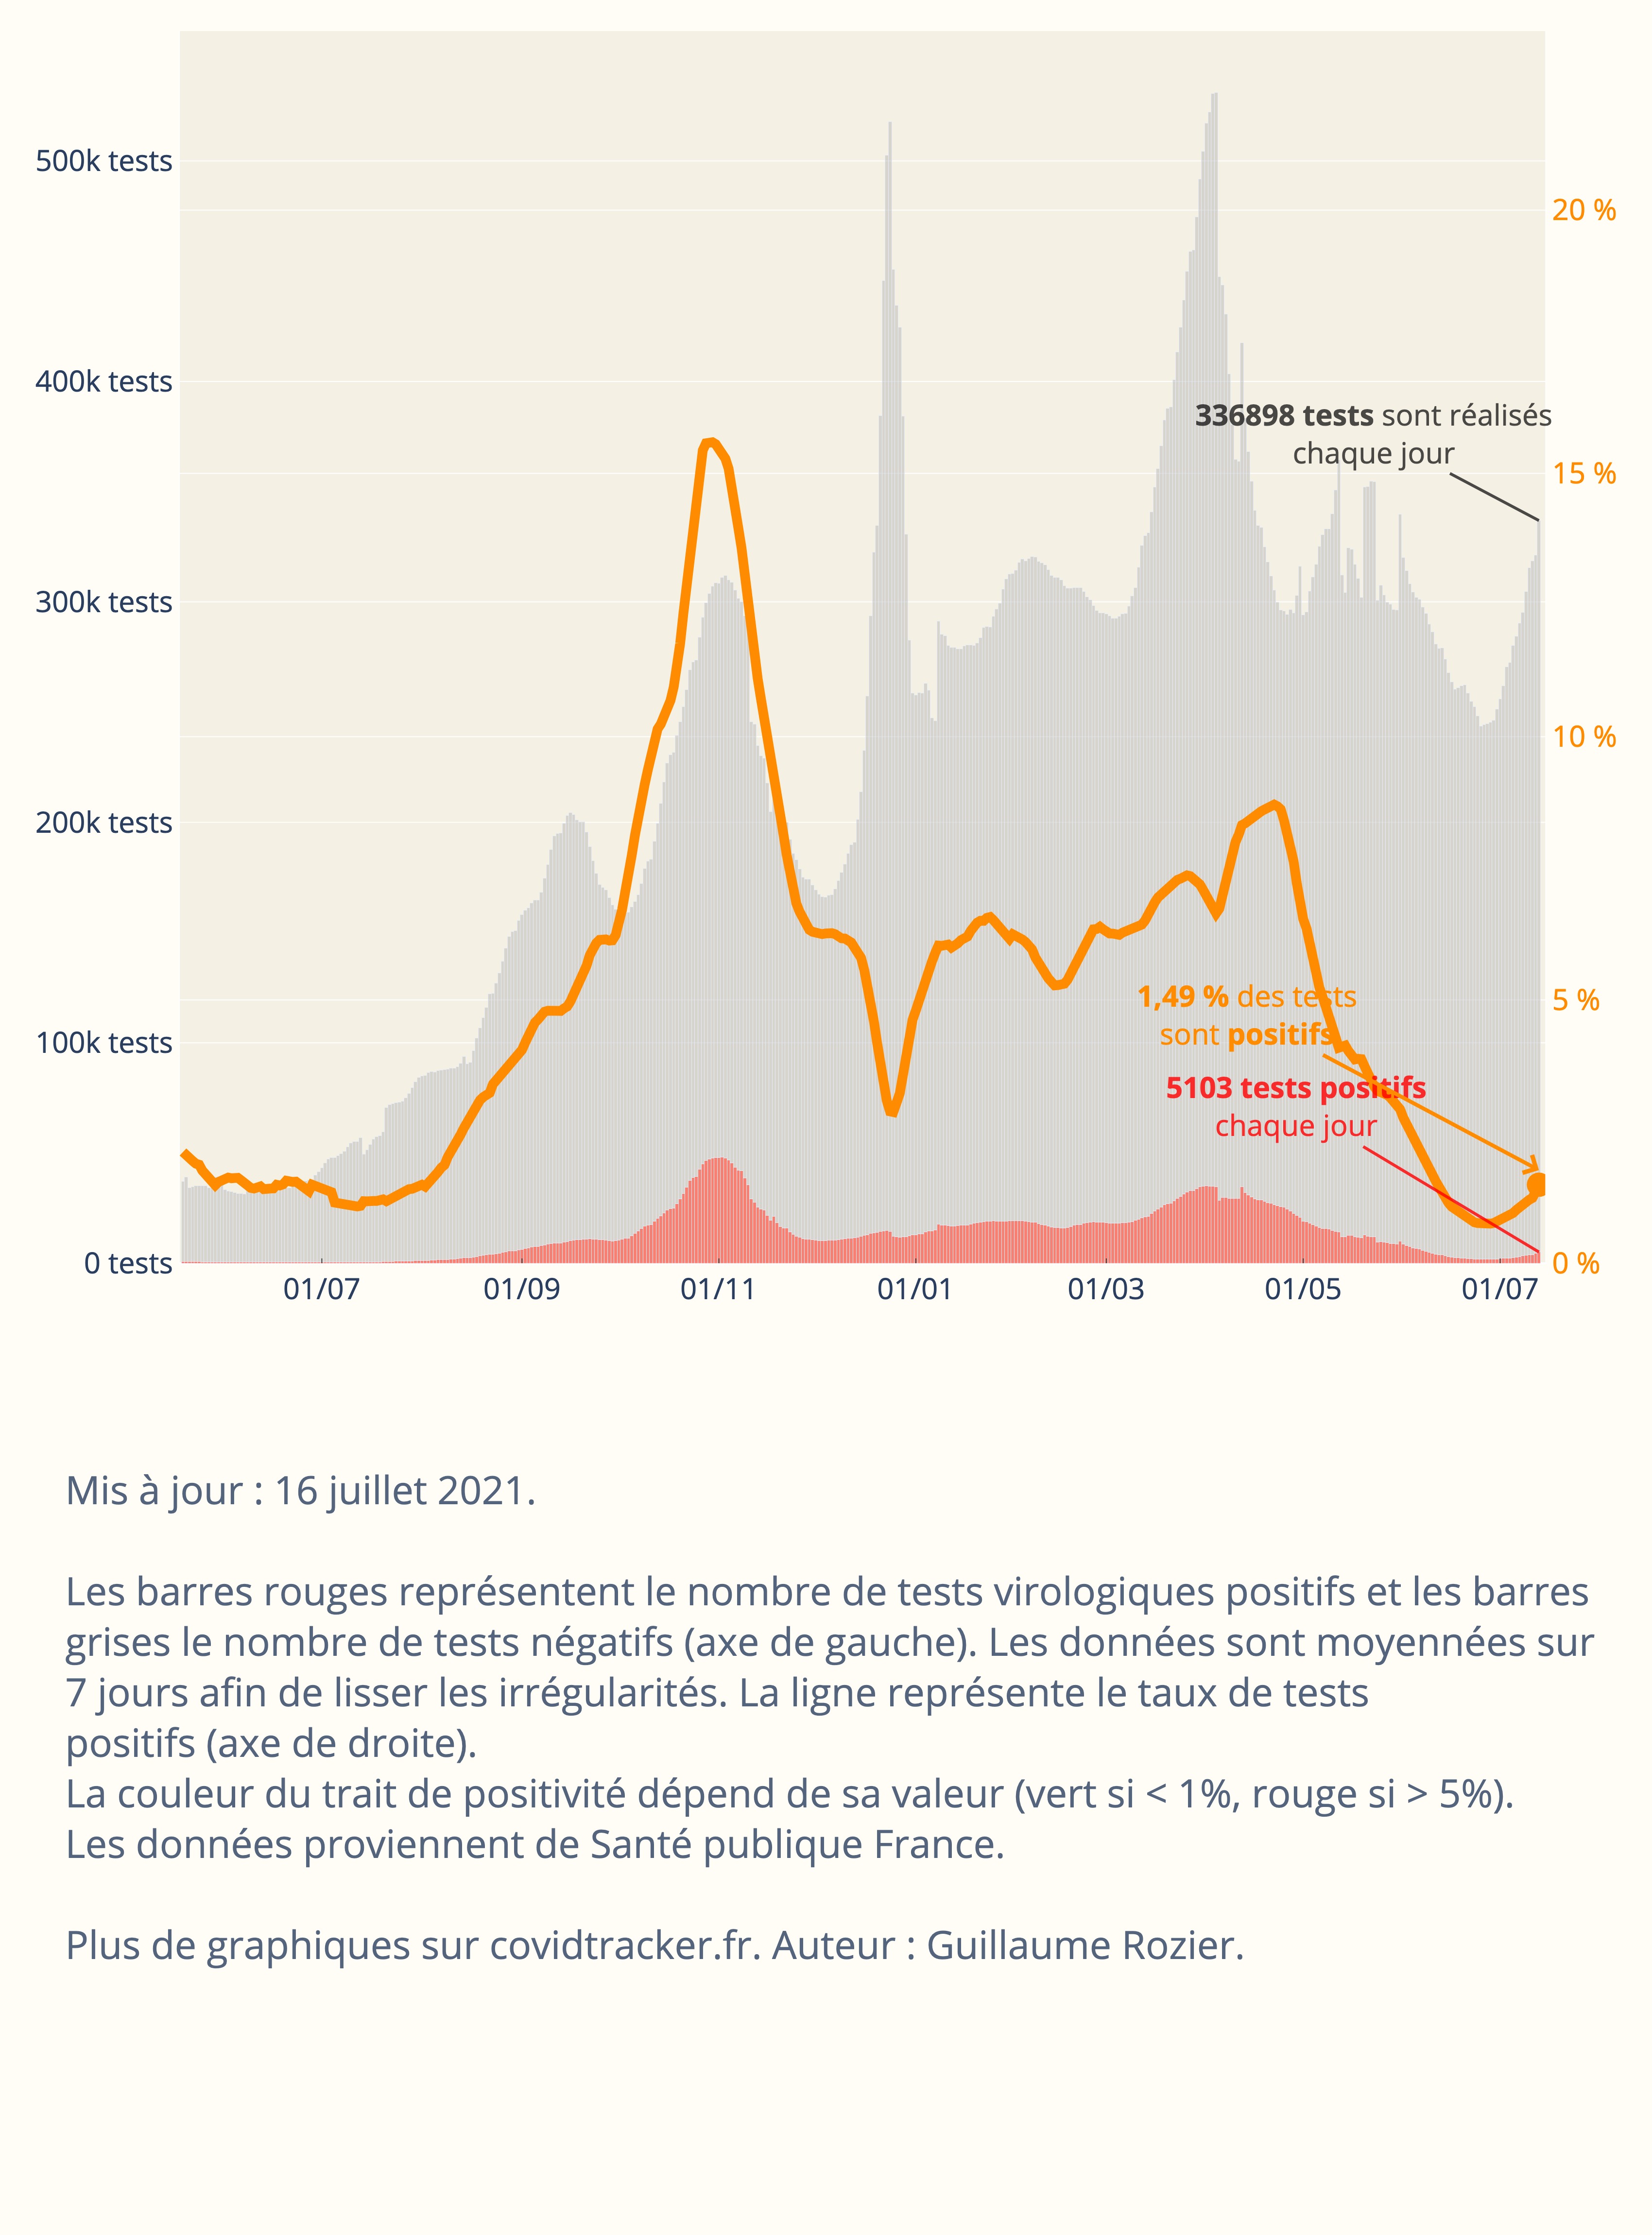 500k tests
20 %
400k tests
336898 tests sont réalisés
chaque jour
15 %
300k tests
10 %
200k tests
1,49 % des tests
sont positifs
5 %
100k tests
5103 tests positifs
chaque jour
0 tests
0 %
01/07 01/09 01/11 01/01 01/03 01/05 01/07
Mis à jour : 16 juillet 2021.
Les barres rouges représentent le nombre de tests virologiques positifs et les barres
grises le nombre de tests négatifs (axe de gauche). Les données sont moyennées sur
7 jours afin de lisser les irrégularités. La ligne représente le taux de tests
positifs (axe de droite).
La couleur du trait de positivité dépend de sa valeur (vert si < 1%, rouge si > 5%).
Les données proviennent de Santé publique France.
Plus de graphiques sur covidtracker.fr. Auteur : Guillaume Rozier.